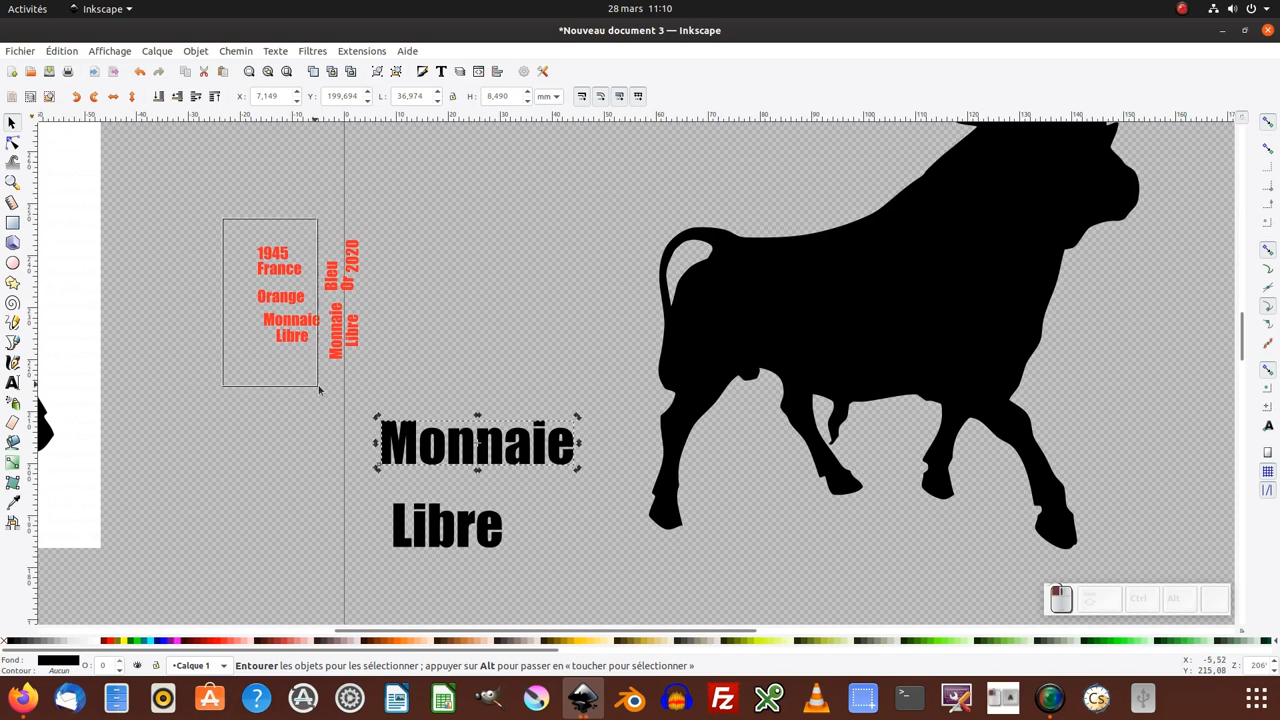 Activités
Inkscape
28 mars 11:10
*Nouveau document 3 — Inkscape
Fichier Édition Affichage Calque Objet Chemin Texte Filtres Extensions Aide
X: 7,149 Y: 199,694 L: 36,974 H: 8,490 mm
1945
France
Orange
Monnaie
Libre
Bleu
Or 2020
Monnaie
Libre
Monnaie
Libre
Ctrl Alt
Fond :
Contour : Aucun
O : 0
•Calque 1
Entourer les objets pour les sélectionner ; appuyer sur Alt pour passer en « toucher pour sélectionner »
X: -5,52
Y: 215,08
Z: 206